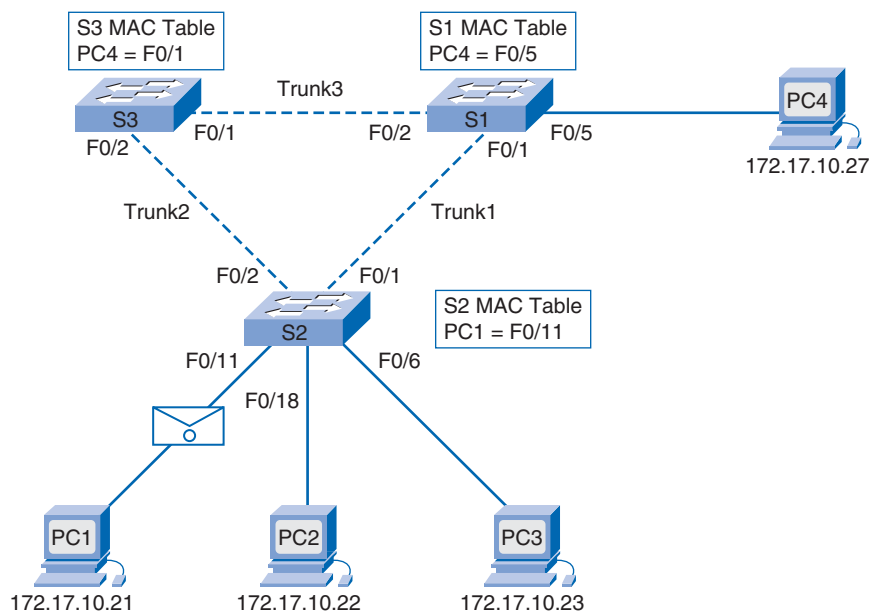 S3 MAC Table
PC4 = F0/1
S1 MAC Table
PC4 = F0/5
Trunk3
S3
S1
PC4
F0/2
F0/1
F0/2
F0/1
F0/5
172.17.10.27
Trunk2
Trunk1
F0/2
F0/1
S2 MAC Table
PC1 = F0/11
S2
F0/11
F0/18
F0/6
PC1
PC2
PC3
172.17.10.21
172.17.10.22
172.17.10.23